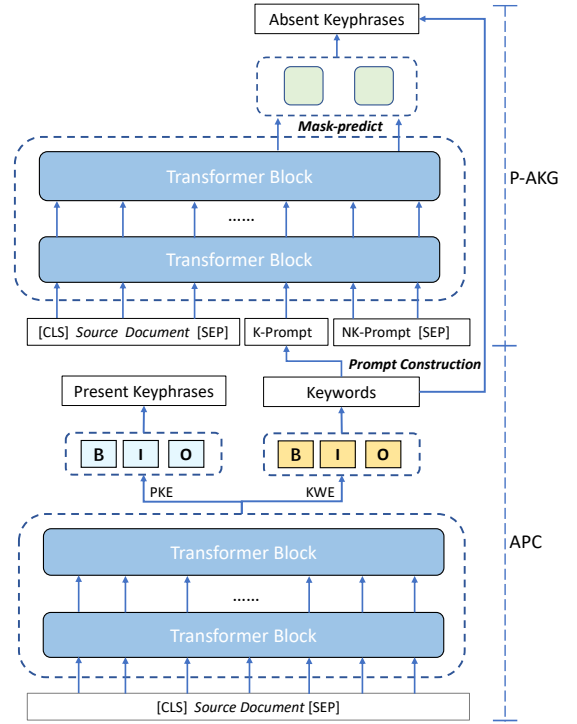 Absent Keyphrases
Mask-predict
Transformer Block
P-AKG
......
Transformer Block
[CLS] Source Document [SEP]
K-Prompt
NK-Prompt [SEP]
Prompt Construction
Present Keyphrases
Keywords
B I O
B I O
PKE
KWE
APC
Transformer Block
......
Transformer Block
[CLS] Source Document [SEP]